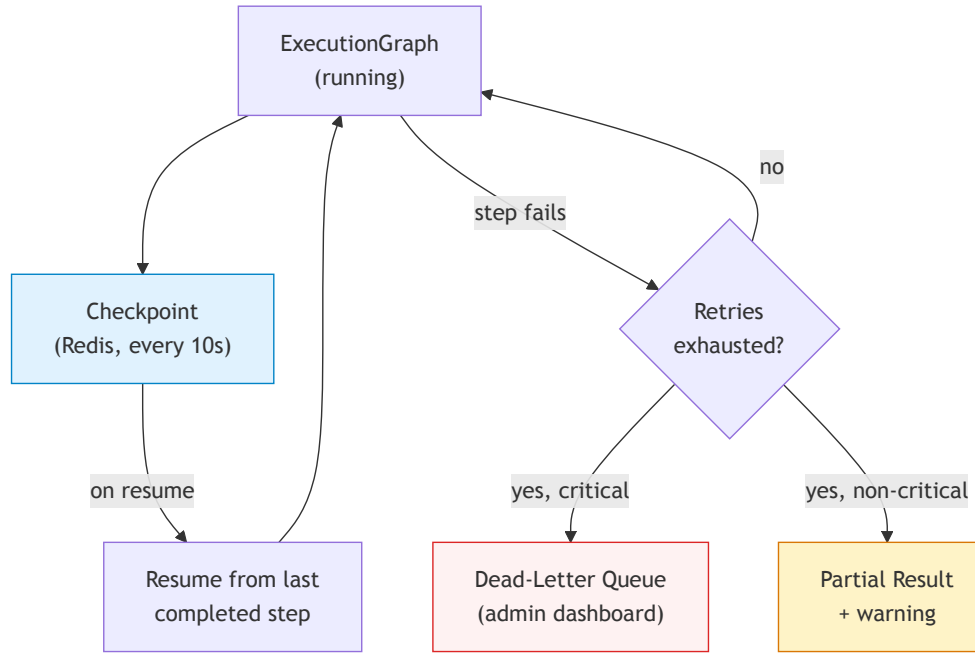 ExecutionGraph
(running)
no
step fails
Checkpoint
(Redis, every 10s)
Retries
exhausted?
on resume
yes, critical
yes, non-critical
Resume from last
completed step
Dead-Letter Queue
(admin dashboard)
Partial Result
+ warning